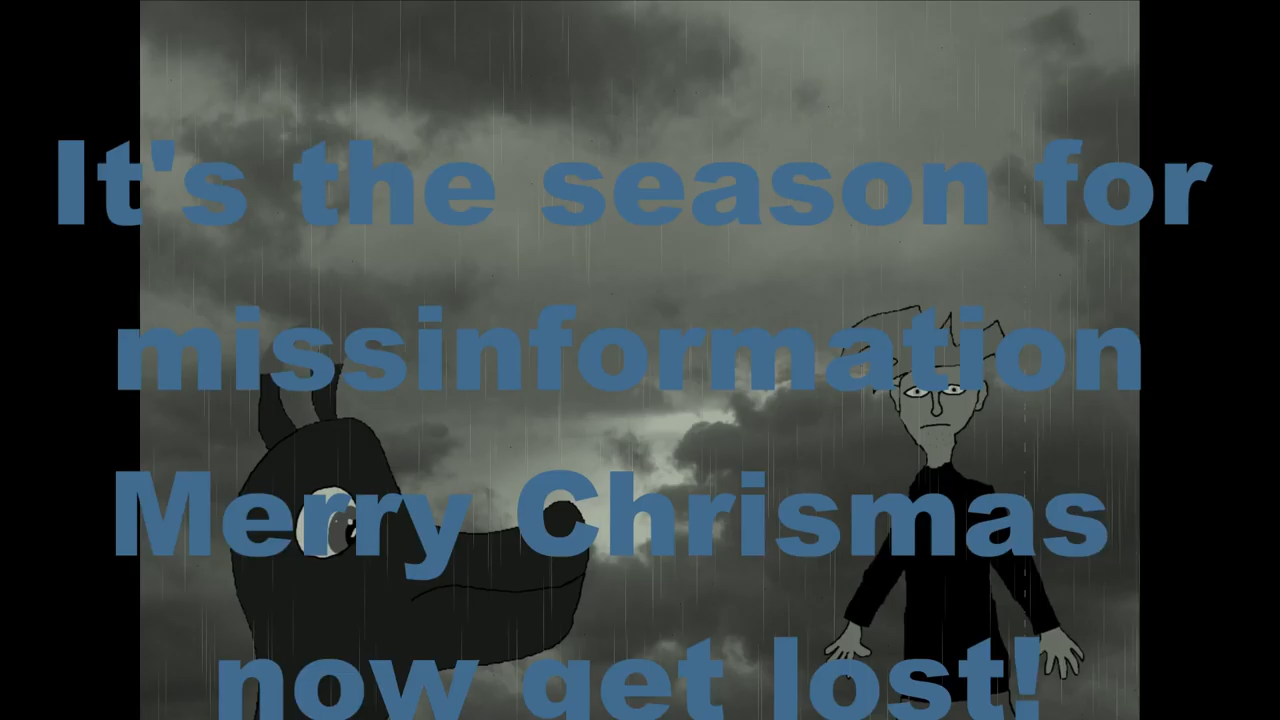 It's the season for
missinformation
Merry Chrismas
now get lost!